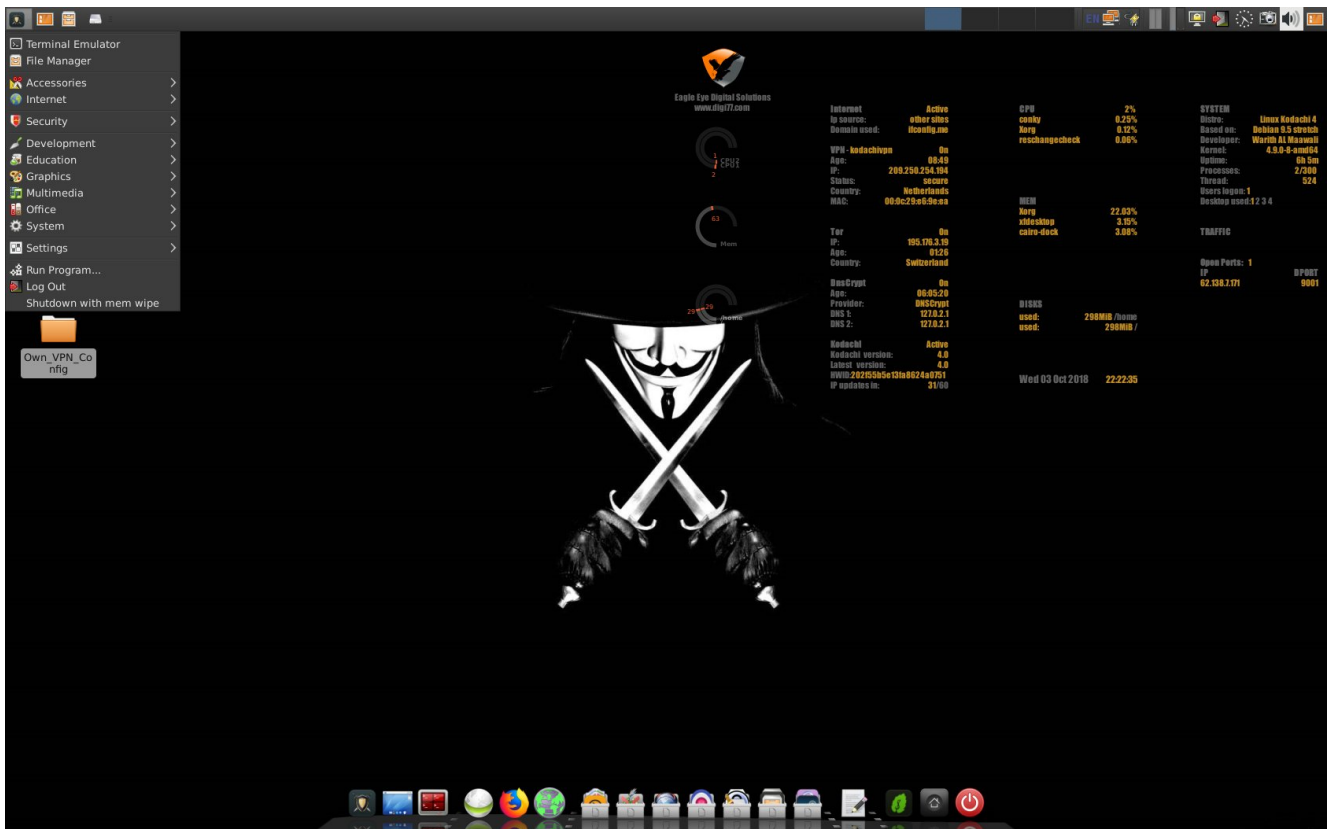 EN
Terminal Emulator
File Manager
Accessories
Internet
Security
Development
Education
Graphics
Multimedia
Office
System
Settings
Run Program...
Log Out
Shutdown with mem wipe
Own_VPN_Co
nfig
Eagle Eye Digital Solutions
www.digi77.com
1
CPU2
CPU1
2
63
Mem
29 29
/home
Internet Active
Ip source: other sites
Domain used: ifconfig.me
VPN - kodachivpn On
Age: 08:49
IP: 209.250.254.194
Status: secure
Country: Netherlands
MAC: 00:0c:29:e6:9e:ea
Tor On
IP: 195.176.3.19
Age: 01:26
Country: Switzerland
DnsCrypt On
Age: 06:05:20
Provider: DNSCrypt
DNS 1: 127.0.2.1
DNS 2: 127.0.2.1
Kodachi Active
Kodachi version: 4.0
Latest version: 4.0
HWID:202f55b5e13fa8624a0751
IP updates in: 31/60
CPU 2%
conky 0.25%
Xorg 0.12%
reschangecheck 0.06%
MEM
Xorg 22.03%
xfdesktop 3.15%
cairo-dock 3.08%
DISKS
used: 298MiB /home
used: 298MiB /
Wed 03 Oct 2018 22:22:35
SYSTEM
Distro: Linux Kodachi 4
Based on: Debian 9.5 stretch
Developer: Warith AL Maawali
Kernel: 4.9.0-8-amd64
Uptime: 6h 5m
Processes: 2/300
Thread: 524
Users logon: 1
Desktop used:1 2 3 4
TRAFFIC
Open Ports: 1
IP DPORT
62.138.7.171 9001